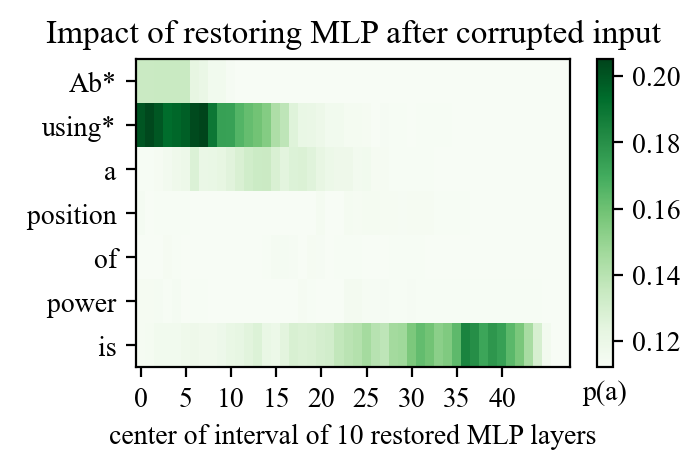 Impact of restoring MLP after corrupted input
Ab*
using*
a
position
of
power
is
0 5 10 15 20 25 30 35 40
center of interval of 10 restored MLP layers
0.20
0.18
0.16
0.14
0.12
p(a)